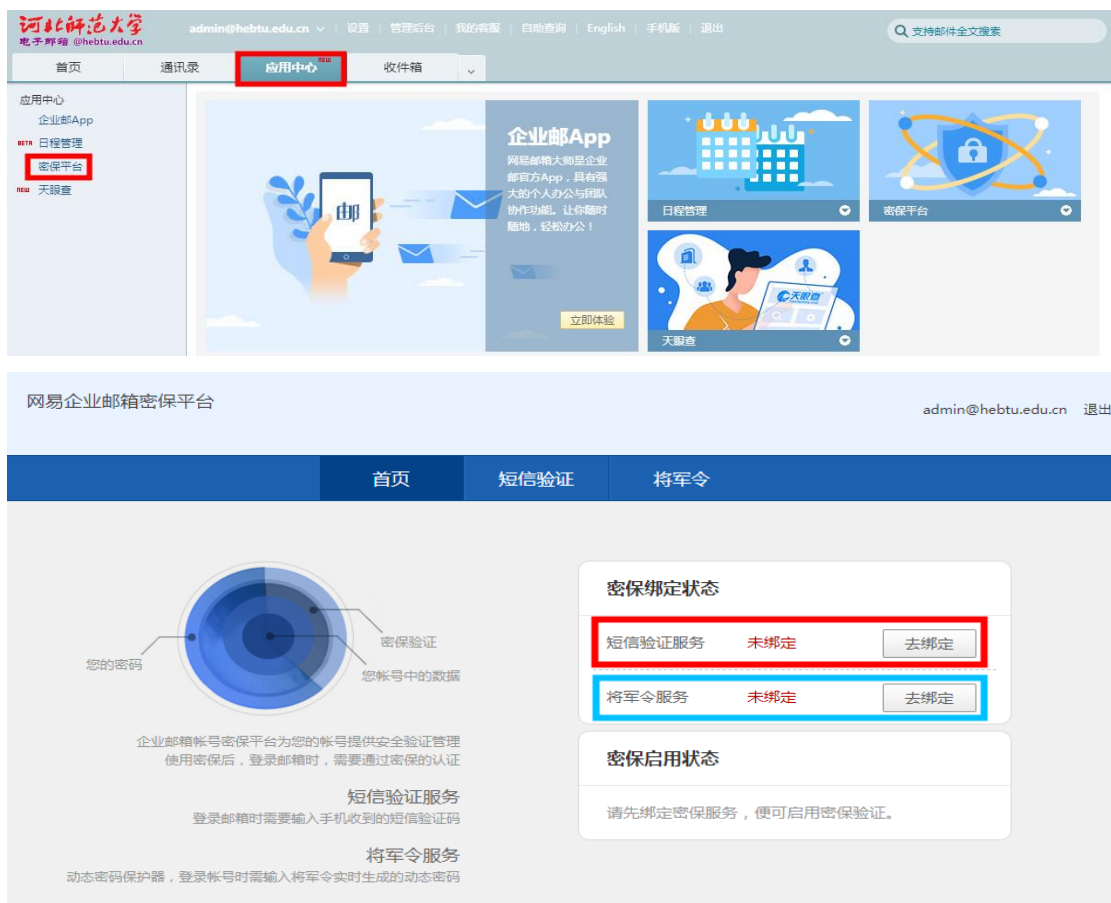 河北师范大学
电子邮箱 @hebtu.edu.cn
admin@hebtu.edu.cn 设置 管理后台 我的客服 自助查询 English 手机版 退出
支持邮件全文搜索
首页 通讯录 应用中心 NEW 收件箱
应用中心
企业邮App
BETA 日程管理
密保平台
NEW 天眼查
邮
企业邮App
网易邮箱大师是企业
邮官方App，具有强
大的个人办公与团队
协作功能。让你随时
随地，轻松办公！
立即体验
日程管理
密保平台
天眼查
天眼查
网易企业邮箱密保平台
admin@hebtu.edu.cn 退出
首页 短信验证 将军令
您的密码
密保验证
您帐号中的数据
企业邮箱帐号密保平台为您的帐号提供安全验证管理
使用密保后，登录邮箱时，需要通过密保的认证
短信验证服务
登录邮箱时需要输入手机收到的短信验证码
将军令服务
动态密码保护器，登录帐号时需输入将军令实时生成的动态密码
密保绑定状态
短信验证服务 未绑定 去绑定
将军令服务 未绑定 去绑定
密保启用状态
请先绑定密保服务，便可启用密保验证。